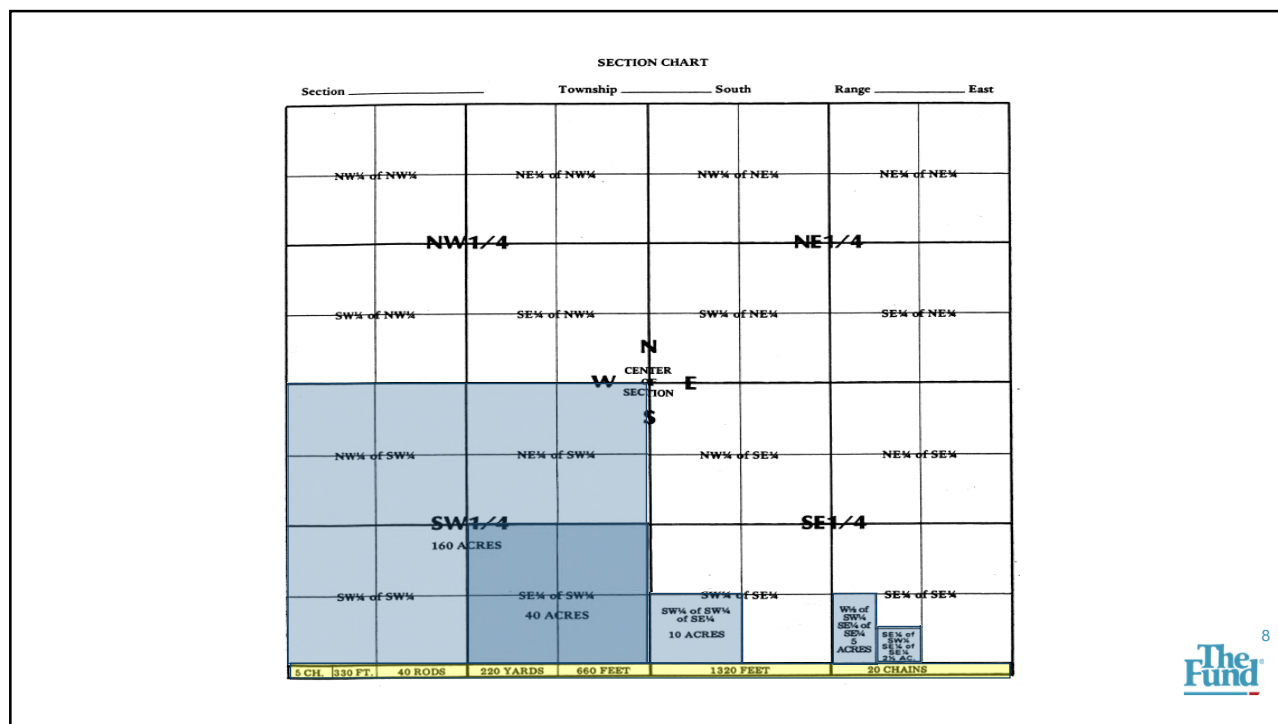 SECTION CHART
Section Township South Range East
NW¼ of NW¼ NE¼ of NW¼ NW¼ of NE¼ NE¼ of NE¼
NW1/4 NE1/4
SW¼ of NW¼ SE¼ of NW¼ SW¼ of NE¼ SE¼ of NE¼
N
W CENTER E
OF
SECTION
S
NW¼ of SW¼ NE¼ of SW¼ NW¼ of SE¼ NE¼ of SE¼
SW1/4 SE1/4
160 ACRES
SW¼ of SW¼ SE¼ of SW¼ SW¼ of SE¼ SE¼ of SE¼
40 ACRES
SW¼ of SW¼
of SE¼
10 ACRES
W½ of
SW¼
SE¼ of
SE¼
5
ACRES
SE¼ of
SW¼
SE¼ of
SE¼
2½ AC.
5 CH. 330 FT. 40 RODS 220 YARDS 660 FEET 1320 FEET 20 CHAINS
8
The
Fund